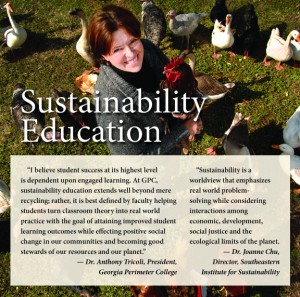 Sustainability
Education
"I believe student success at its highest level
is dependent upon engaged learning. At GPC,
sustainability education extends well beyond mere
recycling; rather, it is best defined by faculty helping
students turn classroom theory into real world
practice with the goal of attaining improved student
learning outcomes while effecting positive social
change in our communities and becoming good
stewards of our resources and our planet."
— Dr. Anthony Tricoli, President,
Georgia Perimeter College
"Sustainability is a
worldview that emphasizes
real world problem-
solving while considering
interactions among
economic, development,
social justice and the
ecological limits of the planet.
— Dr. Joanne Chu,
Director, Southeastern
Institute for Sustainability